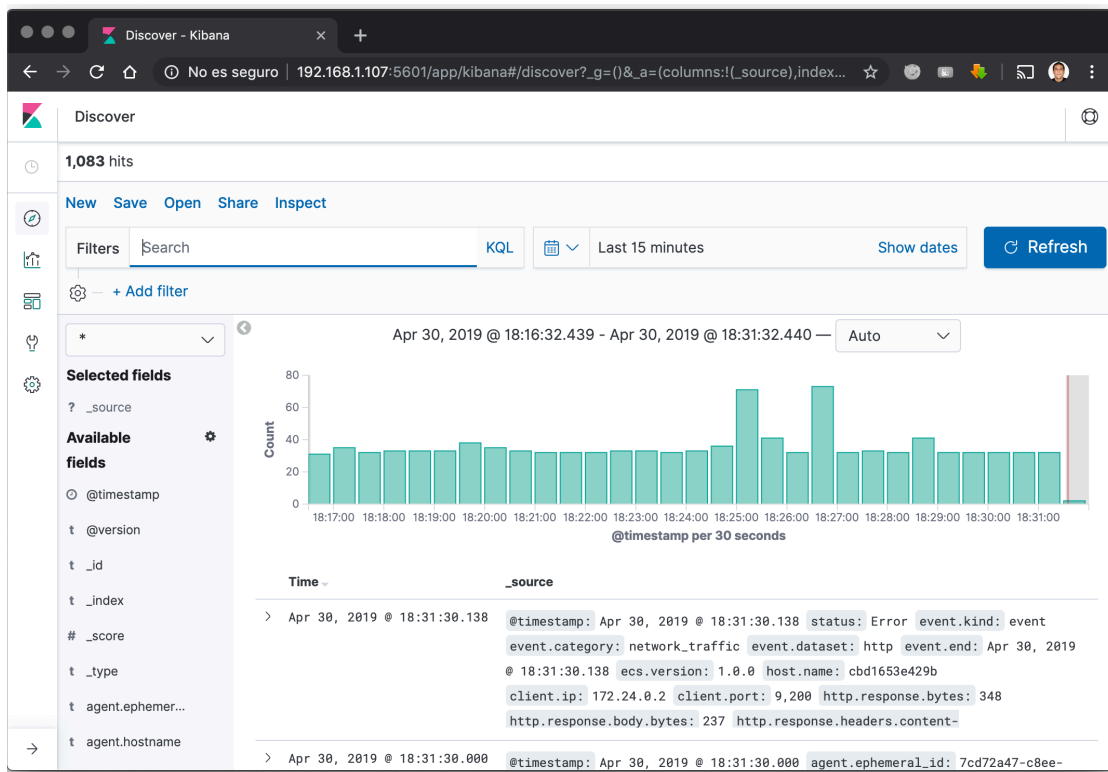 Discover - Kibana
No es seguro | 192.168.1.107:5601/app/kibana#/discover?_g=()&_a=(columns:!(_source),index...
Discover
1,083 hits
New Save Open Share Inspect
Filters Search KQL Last 15 minutes Show dates Refresh
+ Add filter
*
Apr 30, 2019 @ 18:16:32.439 - Apr 30, 2019 @ 18:31:32.440 — Auto
Selected fields
? _source
Available fields
@timestamp
t @version
t _id
t _index
# _score
t _type
t agent.ephemer...
t agent.hostname
Count
80
60
40
20
0
18:17:00 18:18:00 18:19:00 18:20:00 18:21:00 18:22:00 18:23:00 18:24:00 18:25:00 18:26:00 18:27:00 18:28:00 18:29:00 18:30:00 18:31:00
@timestamp per 30 seconds
Time _source
Apr 30, 2019 @ 18:31:30.138 @timestamp: Apr 30, 2019 @ 18:31:30.138 status: Error event.kind: event
event.category: network_traffic event.dataset: http event.end: Apr 30, 2019
@ 18:31:30.138 ecs.version: 1.0.0 host.name: cbd1653e429b
client.ip: 172.24.0.2 client.port: 9,200 http.response.bytes: 348
http.response.body.bytes: 237 http.response.headers.content-
Apr 30, 2019 @ 18:31:30.000 @timestamp: Apr 30, 2019 @ 18:31:30.000 agent.ephemeral_id: 7cd72a47-c8ee-